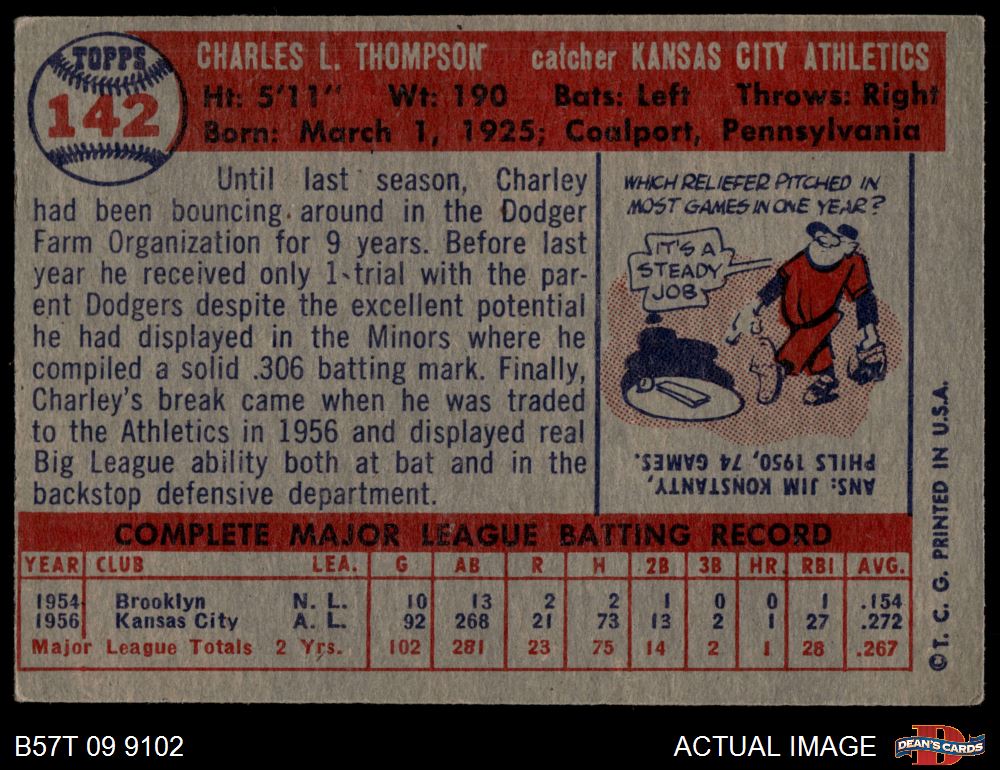 TOPPS
142
CHARLES L. THOMPSON catcher KANSAS CITY ATHLETICS
Ht: 5'11" Wt: 190 Bats: Left Throws: Right
Born: March 1, 1925; Coalport, Pennsylvania
Until last season, Charley
had been bouncing around in the Dodger
Farm Organization for 9 years. Before last
year he received only 1 trial with the par-
ent Dodgers despite the excellent potential
he had displayed in the Minors where he
compiled a solid .306 batting mark. Finally,
Charley's break came when he was traded
to the Athletics in 1956 and displayed real
Big League ability both at bat and in the
backstop defensive department.
WHICH RELIEFER PITCHED IN
MOST GAMES IN ONE YEAR?
IT'S A
STEADY
JOB
ANS: JIM KONSTANTY,
PHILS 1950, 74 GAMES.
COMPLETE MAJOR LEAGUE BATTING RECORD
YEAR CLUB LEA. G AB R H 2B 3B HR RBI AVG.
1954 Brooklyn N. L. 10 13 2 2 1 0 0 1 .154
1956 Kansas City A. L. 92 268 21 73 13 2 1 27 .272
Major League Totals 2 Yrs. 102 281 23 75 14 2 1 28 .267
© T. C. G. PRINTED IN U.S.A.
B57T 09 9102
ACTUAL IMAGE
D
DEAN'S CARDS